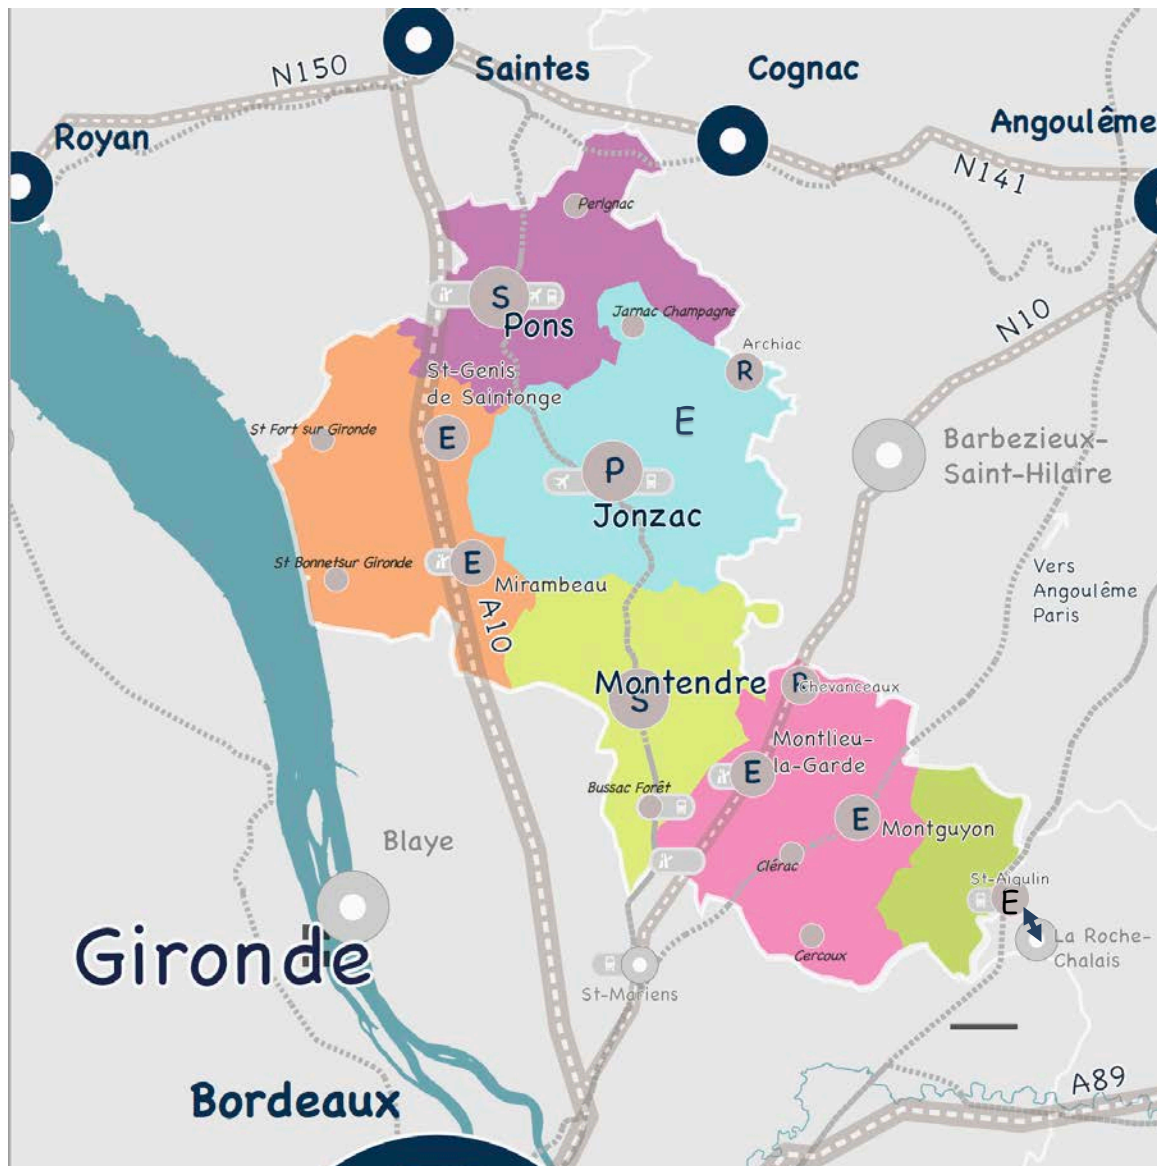 Saintes
Cognac
N150
Royan
Angoulême
N141
Perignac
S
Pons
Jarnac Champagne
N10
Archiac
R
St-Genis
de Saintonge
E
E
St Fort sur Gironde
Barbezieux-
Saint-Hilaire
P
Jonzac
St Bonnetsur Gironde
E
Mirambeau
A10
Vers
Angoulême
Paris
Montendre
S
Chevanceaux
Montlieu-
la-Garde
E
Bussac Forêt
E
Montguyon
Blaye
Clérac
St-Aigulin
E
Gironde
La Roche-
Chalais
Cercoux
St-Mariens
A89
Bordeaux